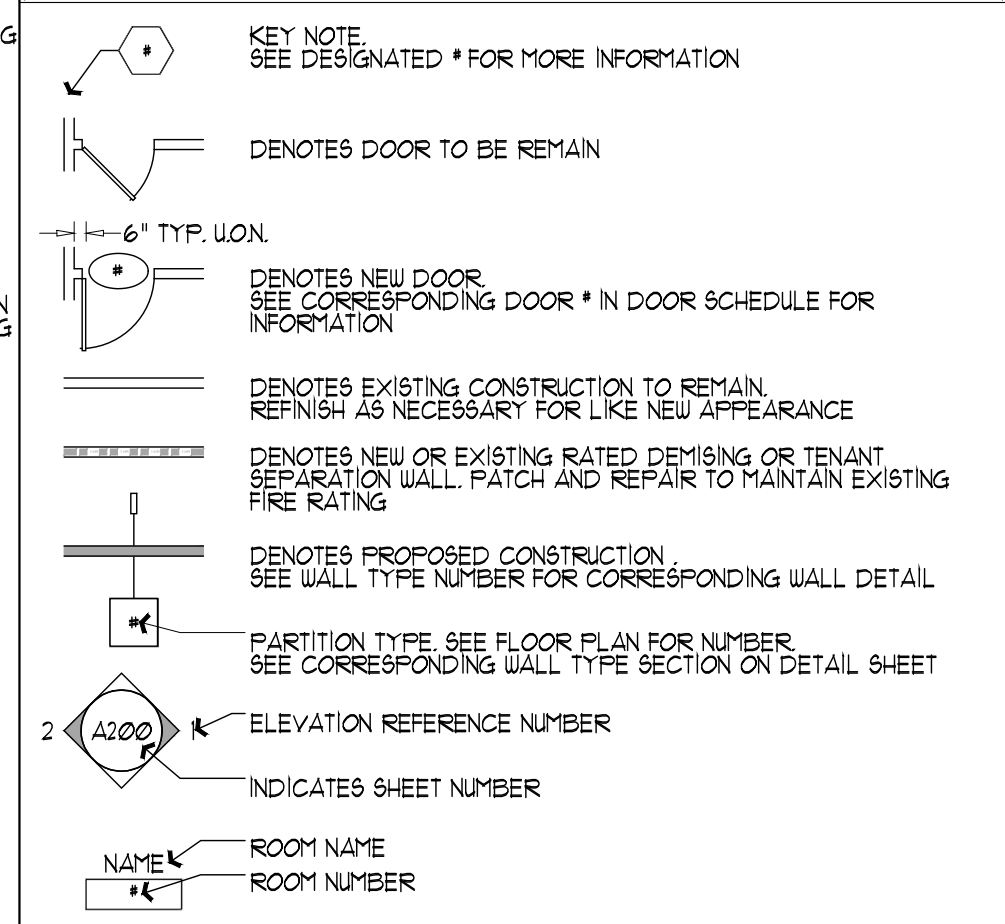 G
#
KEY NOTE.
SEE DESIGNATED # FOR MORE INFORMATION
DENOTES DOOR TO BE REMAIN
6" TYP. U.O.N.
#
DENOTES NEW DOOR.
SEE CORRESPONDING DOOR # IN DOOR SCHEDULE FOR
INFORMATION
N
G
DENOTES EXISTING CONSTRUCTION TO REMAIN.
REFINISH AS NECESSARY FOR LIKE NEW APPEARANCE
DENOTES NEW OR EXISTING RATED DEMISING OR TENANT
SEPARATION WALL. PATCH AND REPAIR TO MAINTAIN EXISTING
FIRE RATING
DENOTES PROPOSED CONSTRUCTION .
SEE WALL TYPE NUMBER FOR CORRESPONDING WALL DETAIL
#
PARTITION TYPE. SEE FLOOR PLAN FOR NUMBER.
SEE CORRESPONDING WALL TYPE SECTION ON DETAIL SHEET
2 A200 1 ELEVATION REFERENCE NUMBER
INDICATES SHEET NUMBER
ROOM NAME
NAME
# ROOM NUMBER